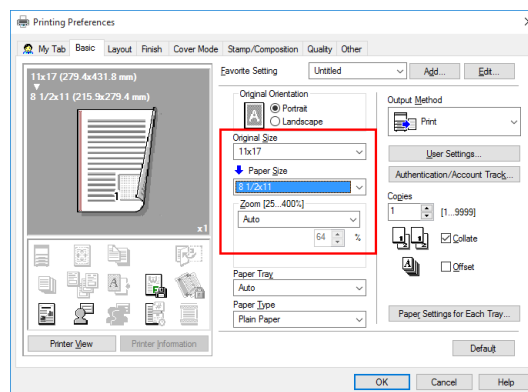 Printing Preferences
My Tab Basic Layout Finish Cover Mode Stamp/Composition Quality Other
11x17 (279.4x431.8 mm)
8 1/2x11 (215.9x279.4 mm)
1
x1
Printer View Printer Information
Favorite Setting Untitled Add... Edit...
Original Orientation
A
Portrait
Landscape
Original Size
11x17
Paper Size
8 1/2x11
Zoom [25...400%]
Auto
64 %
Paper Tray
Auto
Paper Type
Plain Paper
Output Method
Print
User Settings...
Authentication/Account Track...
Copies
1 [1...9999]
Collate
Offset
Paper Settings for Each Tray...
Default
OK Cancel Help